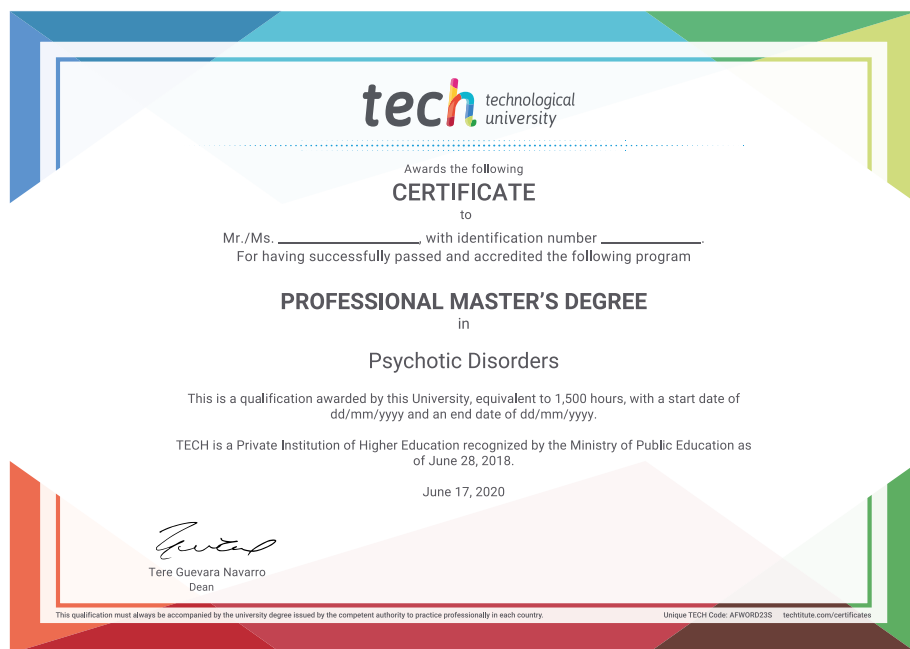 tech technological
university
Awards the following
CERTIFICATE
to
Mr./Ms. ____________________, with identification number ______________.
For having successfully passed and accredited the following program
PROFESSIONAL MASTER'S DEGREE
in
Psychotic Disorders
This is a qualification awarded by this University, equivalent to 1,500 hours, with a start date of
dd/mm/yyyy and an end date of dd/mm/yyyy.
TECH is a Private Institution of Higher Education recognized by the Ministry of Public Education as
of June 28, 2018.
June 17, 2020
Tere Guevara Navarro
Dean
This qualification must always be accompanied by the university degree issued by the competent authority to practice professionally in each country.
Unique TECH Code: AFWORD23S techtitute.com/certificates